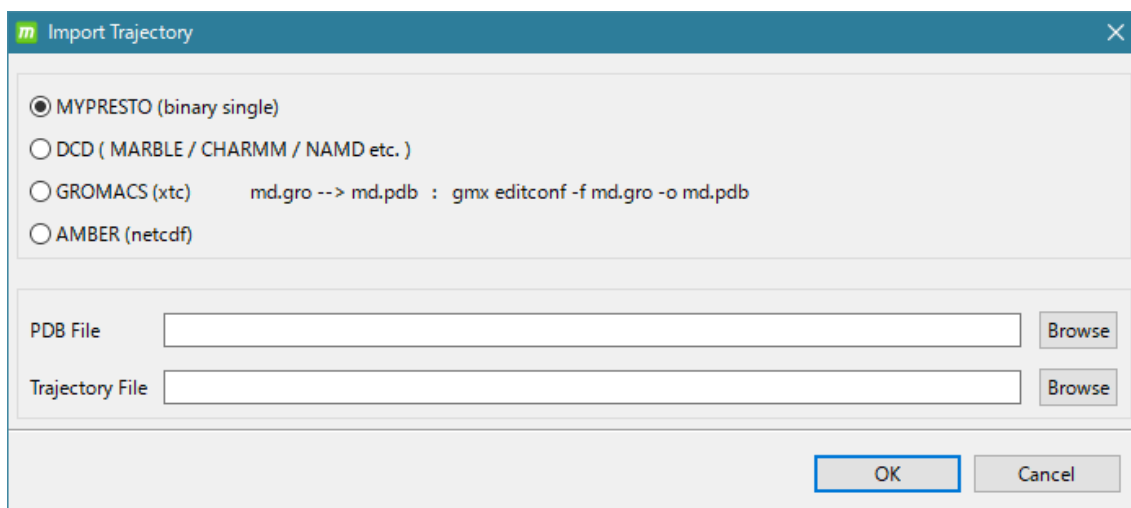 m Import Trajectory
MYPRESTO (binary single)
DCD ( MARBLE / CHARMM / NAMD etc. )
GROMACS (xtc) md.gro --> md.pdb : gmx editconf -f md.gro -o md.pdb
AMBER (netcdf)
PDB File Browse
Trajectory File Browse
OK Cancel